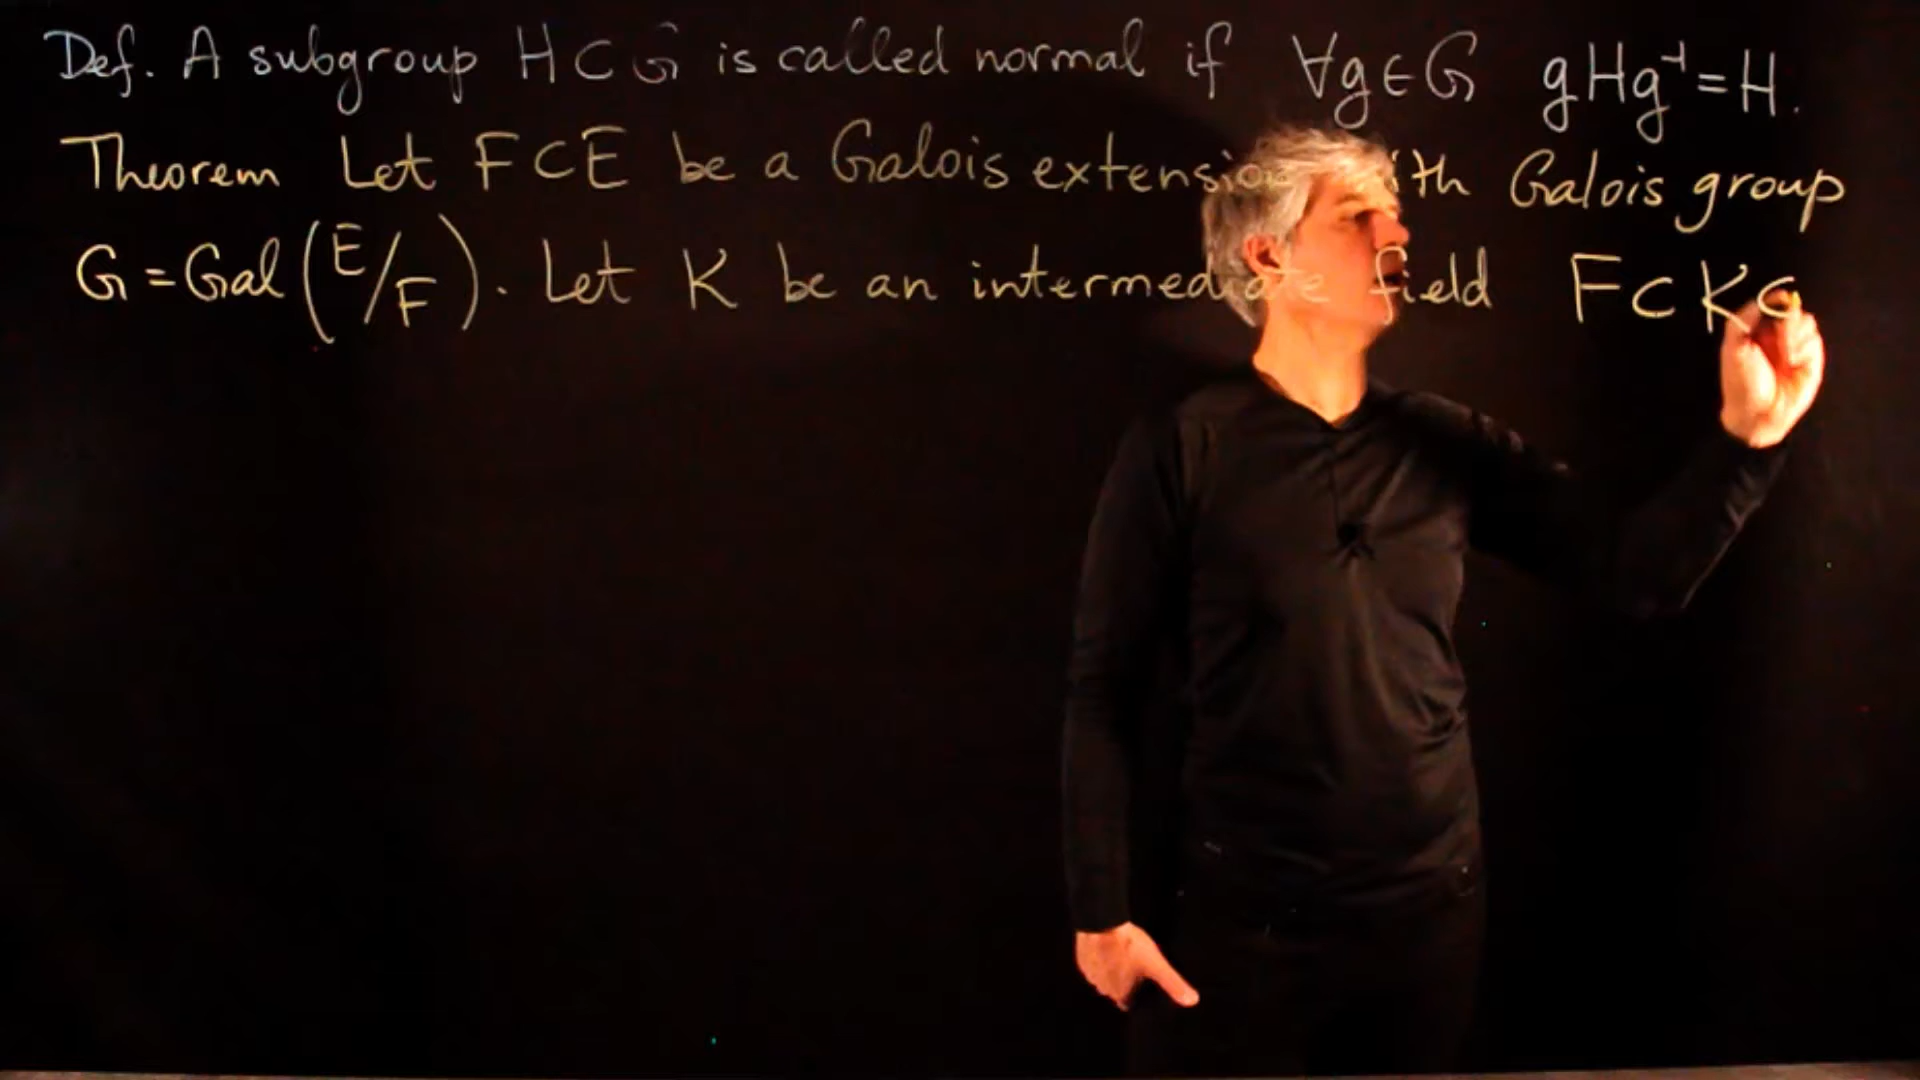 Def. A subgroup H ⊂ G is called normal if ∀g∈G gHg⁻¹=H.
Theorem Let F⊂E be a Galois extension with Galois group
G=Gal(E/F). Let K be an intermediate field F⊂K⊂